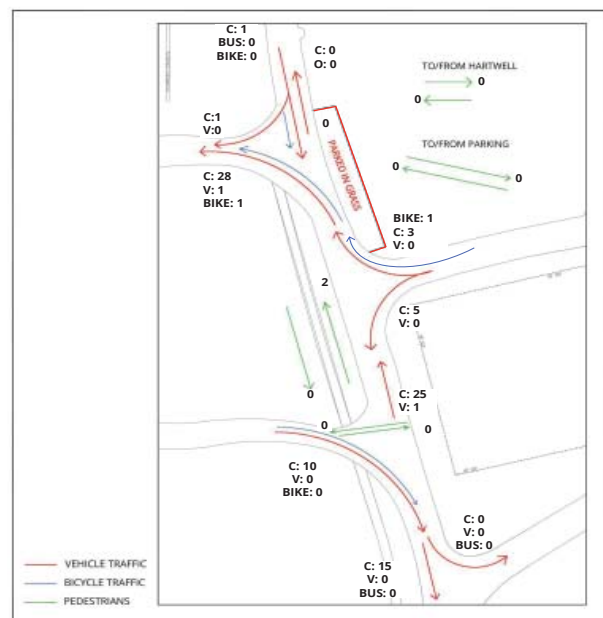 C: 1
BUS: 0
BIKE: 0
C: 0
O: 0
TO/FROM HARTWELL
0
0
C:1
V:0
0
PARKED IN GRASS
TO/FROM PARKING
0
0
C: 28
V: 1
BIKE: 1
BIKE: 1
C: 3
V: 0
2
C: 5
V: 0
0
C: 25
V: 1
0
0
C: 10
V: 0
BIKE: 0
C: 0
V: 0
BUS: 0
C: 15
V: 0
BUS: 0
VEHICLE TRAFFIC
BICYCLE TRAFFIC
PEDESTRIANS